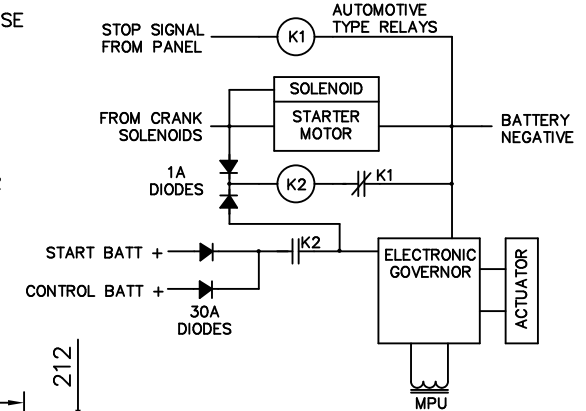 SE
AUTOMOTIVE
TYPE RELAYS
STOP SIGNAL
FROM PANEL
K1
SOLENOID
STARTER
MOTOR
FROM CRANK
SOLENOIDS
BATTERY
NEGATIVE
1A
DIODES
K2
K1
START BATT +
K2
ELECTRONIC
GOVERNOR
ACTUATOR
CONTROL BATT +
30A
DIODES
212
MPU